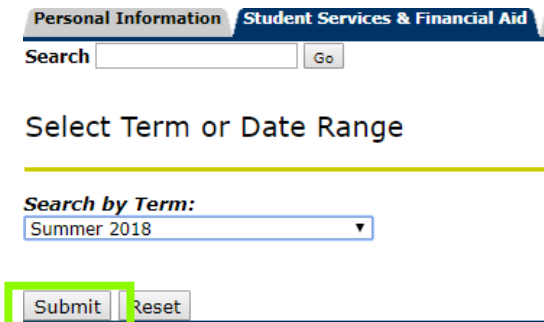 Personal Information Student Services & Financial Aid
Search Go
Select Term or Date Range
Search by Term:
Summer 2018
Submit Reset